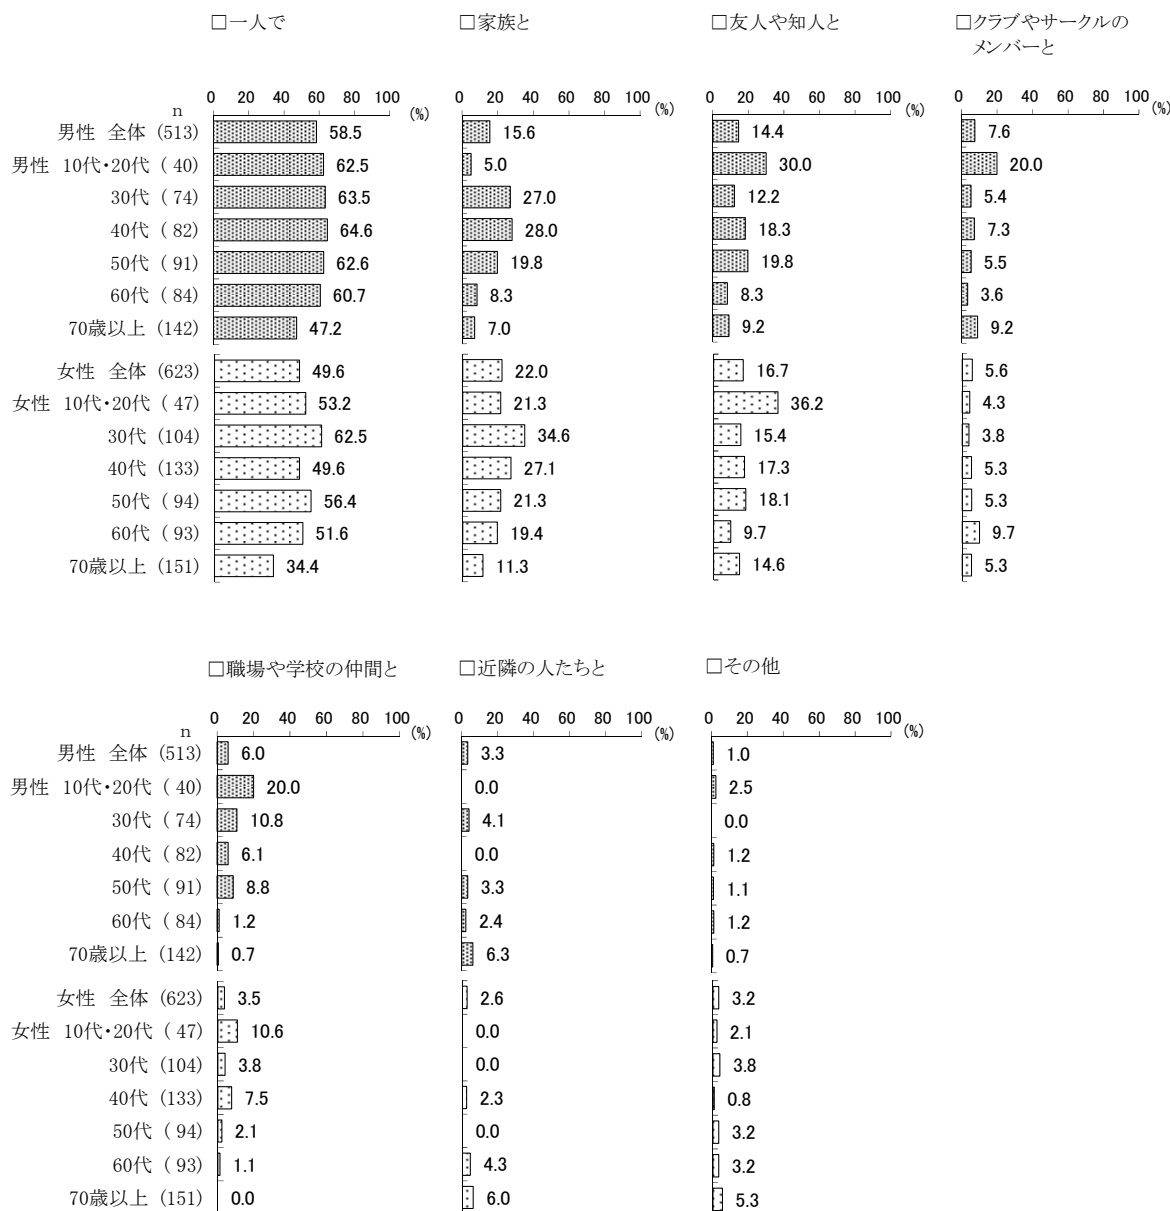 □一人で □家族と □友人や知人と □クラブやサークルの
メンバーと
0 20 40 60 80 100 (%) 0 20 40 60 80 100 (%) 0 20 40 60 80 100 (%) 0 20 40 60 80 100 (%)
n
男性 全体 (513) 58.5 15.6 14.4 7.6
男性 10代・20代 ( 40) 62.5 5.0 30.0 20.0
30代 ( 74) 63.5 27.0 12.2 5.4
40代 ( 82) 64.6 28.0 18.3 7.3
50代 ( 91) 62.6 19.8 19.8 5.5
60代 ( 84) 60.7 8.3 8.3 3.6
70歳以上 (142) 47.2 7.0 9.2 9.2
女性 全体 (623) 49.6 22.0 16.7 5.6
女性 10代・20代 ( 47) 53.2 21.3 36.2 4.3
30代 (104) 62.5 34.6 15.4 3.8
40代 (133) 49.6 27.1 17.3 5.3
50代 ( 94) 56.4 21.3 18.1 5.3
60代 ( 93) 51.6 19.4 9.7 9.7
70歳以上 (151) 34.4 11.3 14.6 5.3
□職場や学校の仲間と □近隣の人たちと □その他
0 20 40 60 80 100 (%) 0 20 40 60 80 100 (%) 0 20 40 60 80 100 (%)
n
男性 全体 (513) 6.0 3.3 1.0
男性 10代・20代 ( 40) 20.0 0.0 2.5
30代 ( 74) 10.8 4.1 0.0
40代 ( 82) 6.1 0.0 1.2
50代 ( 91) 8.8 3.3 1.1
60代 ( 84) 1.2 2.4 1.2
70歳以上 (142) 0.7 6.3 0.7
女性 全体 (623) 3.5 2.6 3.2
女性 10代・20代 ( 47) 10.6 0.0 2.1
30代 (104) 3.8 0.0 3.8
40代 (133) 7.5 2.3 0.8
50代 ( 94) 2.1 0.0 3.2
60代 ( 93) 1.1 4.3 3.2
70歳以上 (151) 0.0 6.0 5.3